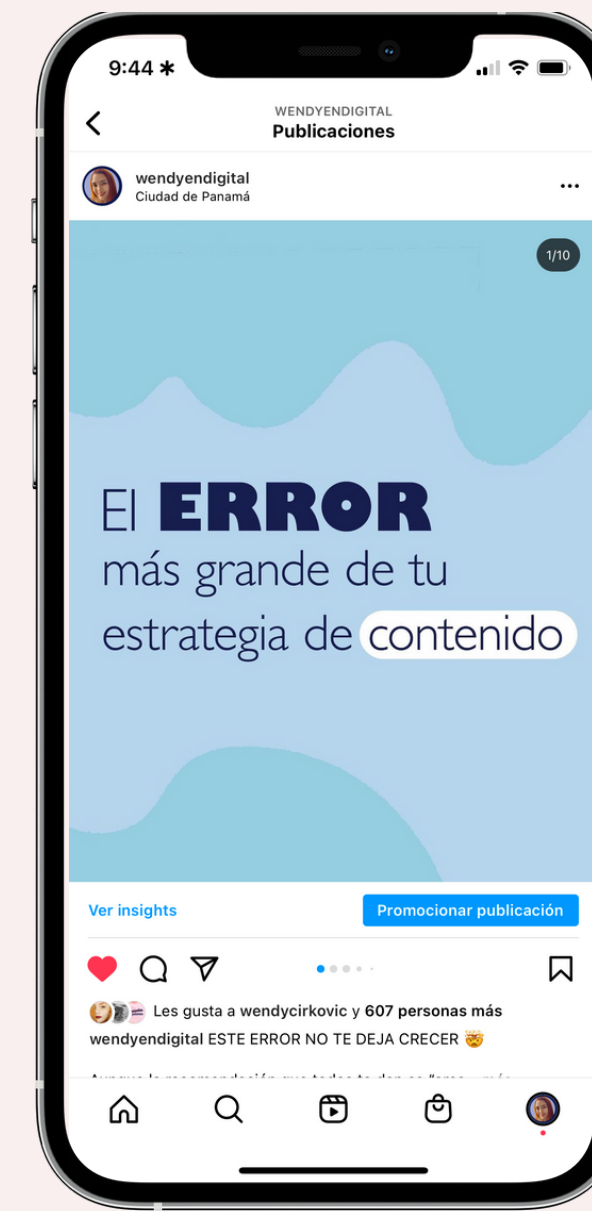 9:44 ✱
WENDYENDIGITAL
Publicaciones
wendyendigital
Ciudad de Panamá
1/10
El ERROR
más grande de tu
estrategia de contenido
Ver insights
Promocionar publicación
Les gusta a wendycirkovic y 607 personas más
wendyendigital ESTE ERROR NO TE DEJA CRECER 🤯